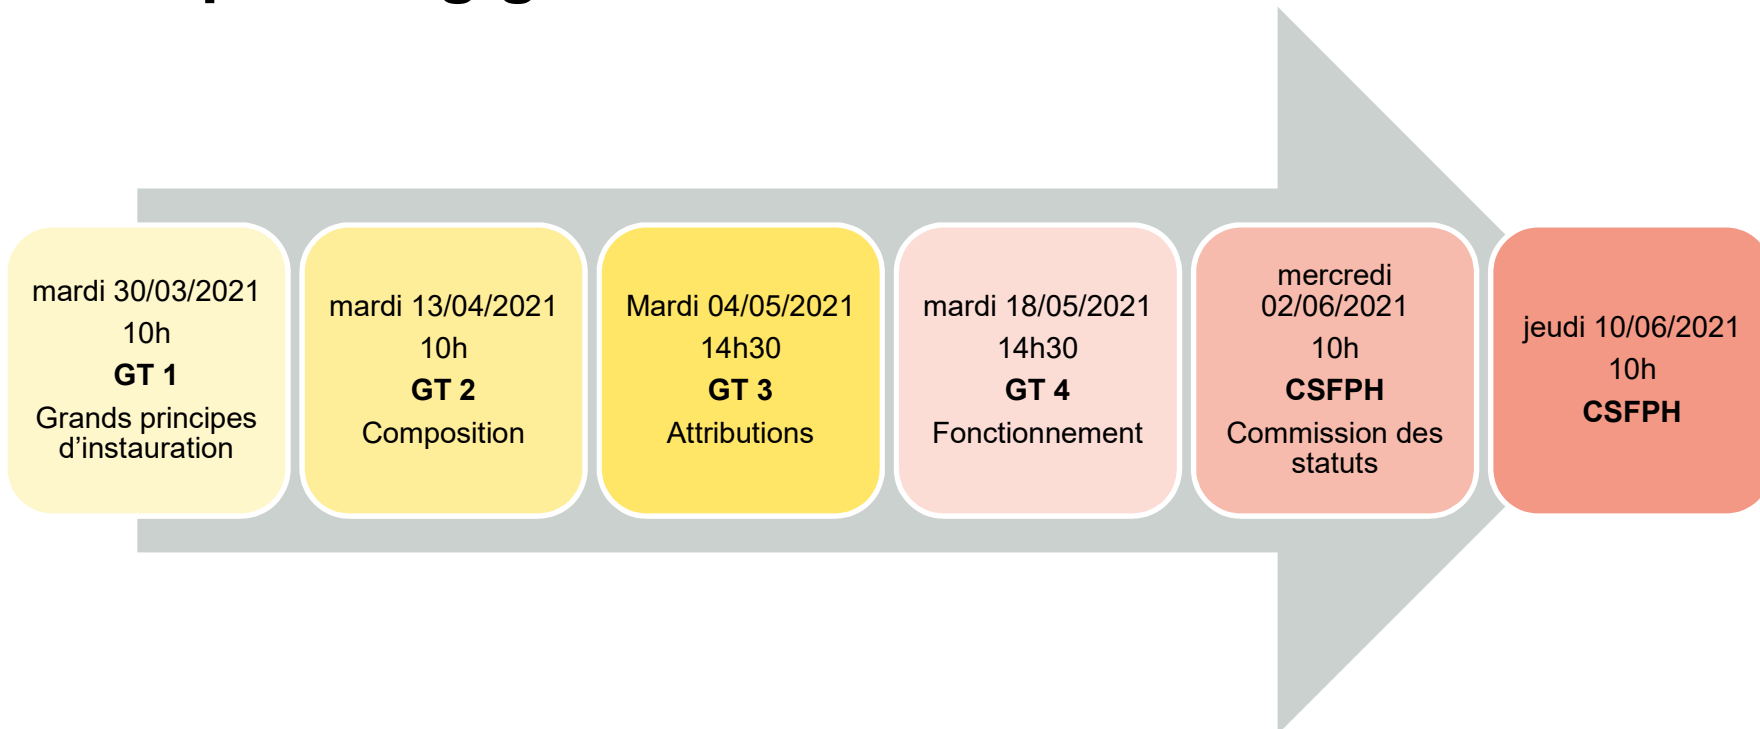 mardi 30/03/2021
10h
GT 1
Grands principes
d’instauration
mardi 13/04/2021
10h
GT 2
Composition
Mardi 04/05/2021
14h30
GT 3
Attributions
mardi 18/05/2021
14h30
GT 4
Fonctionnement
mercredi
02/06/2021
10h
CSFPH
Commission des
statuts
jeudi 10/06/2021
10h
CSFPH